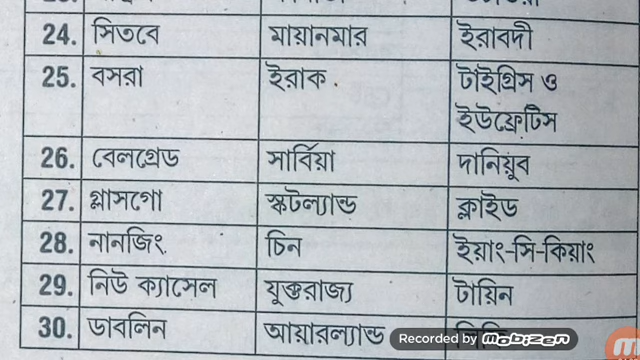 24. সিতবে মায়ানমার ইরাবদী
25. বসরা ইরাক টাইগ্রিস ও
ইউফ্রেটিস
26. বেলগ্রেড সার্বিয়া দানিয়ুব
27. গ্লাসগো স্কটল্যান্ড ক্লাইড
28. নানজিং চিন ইয়াং-সি-কিয়াং
29. নিউ ক্যাসেল যুক্তরাজ্য টায়িন
30. ডাবলিন আয়ারল্যান্ড
Recorded by mobizen